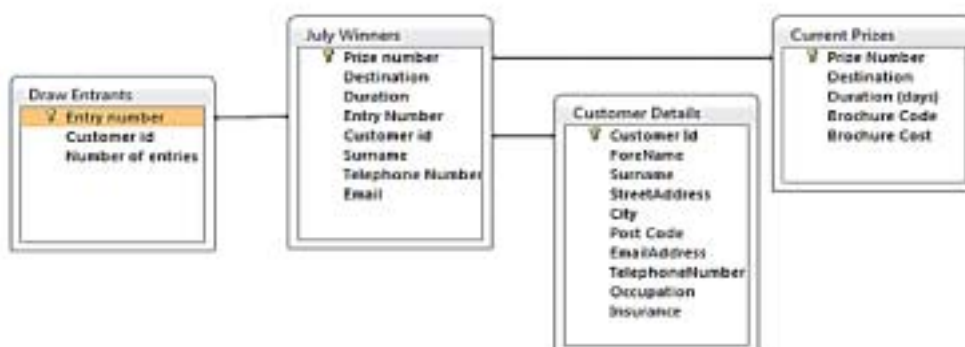 Draw Entrants
Entry number
Customer id
Number of entries
July Winners
Prize number
Destination
Duration
Entry Number
Customer id
Surname
Telephone Number
Email
Customer Details
Customer Id
ForeName
Surname
StreetAddress
City
Post Code
EmailAddress
TelephoneNumber
Occupation
Insurance
Current Prizes
Prize Number
Destination
Duration (days)
Brochure Code
Brochure Cost